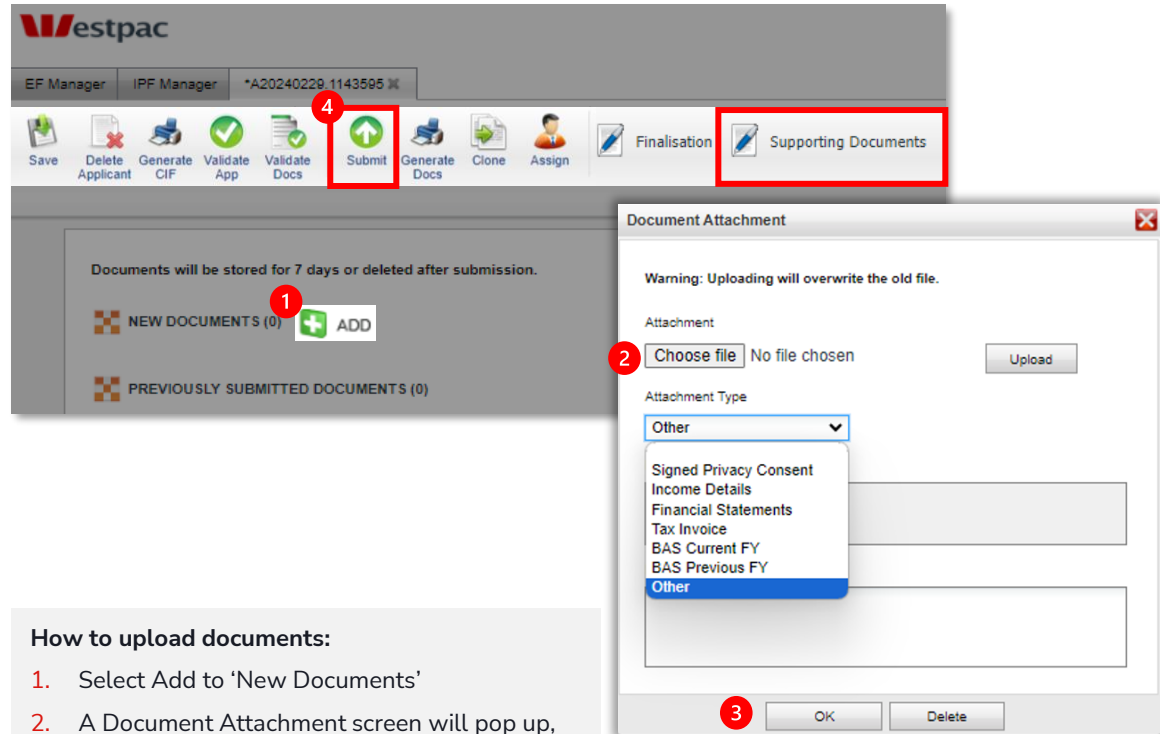 Westpac
EF Manager IPF Manager *A20240229.1143595
4
Save Delete Applicant Generate CIF Validate App Validate Docs Submit Generate Docs Clone Assign Finalisation Supporting Documents
Documents will be stored for 7 days or deleted after submission.
1
NEW DOCUMENTS (0) ADD
PREVIOUSLY SUBMITTED DOCUMENTS (0)
Document Attachment
Warning: Uploading will overwrite the old file.
Attachment
2 Choose file No file chosen Upload
Attachment Type
Other
Signed Privacy Consent
Income Details
Financial Statements
Tax Invoice
BAS Current FY
BAS Previous FY
Other
3 OK Delete
How to upload documents:
1. Select Add to ‘New Documents’
2. A Document Attachment screen will pop up,